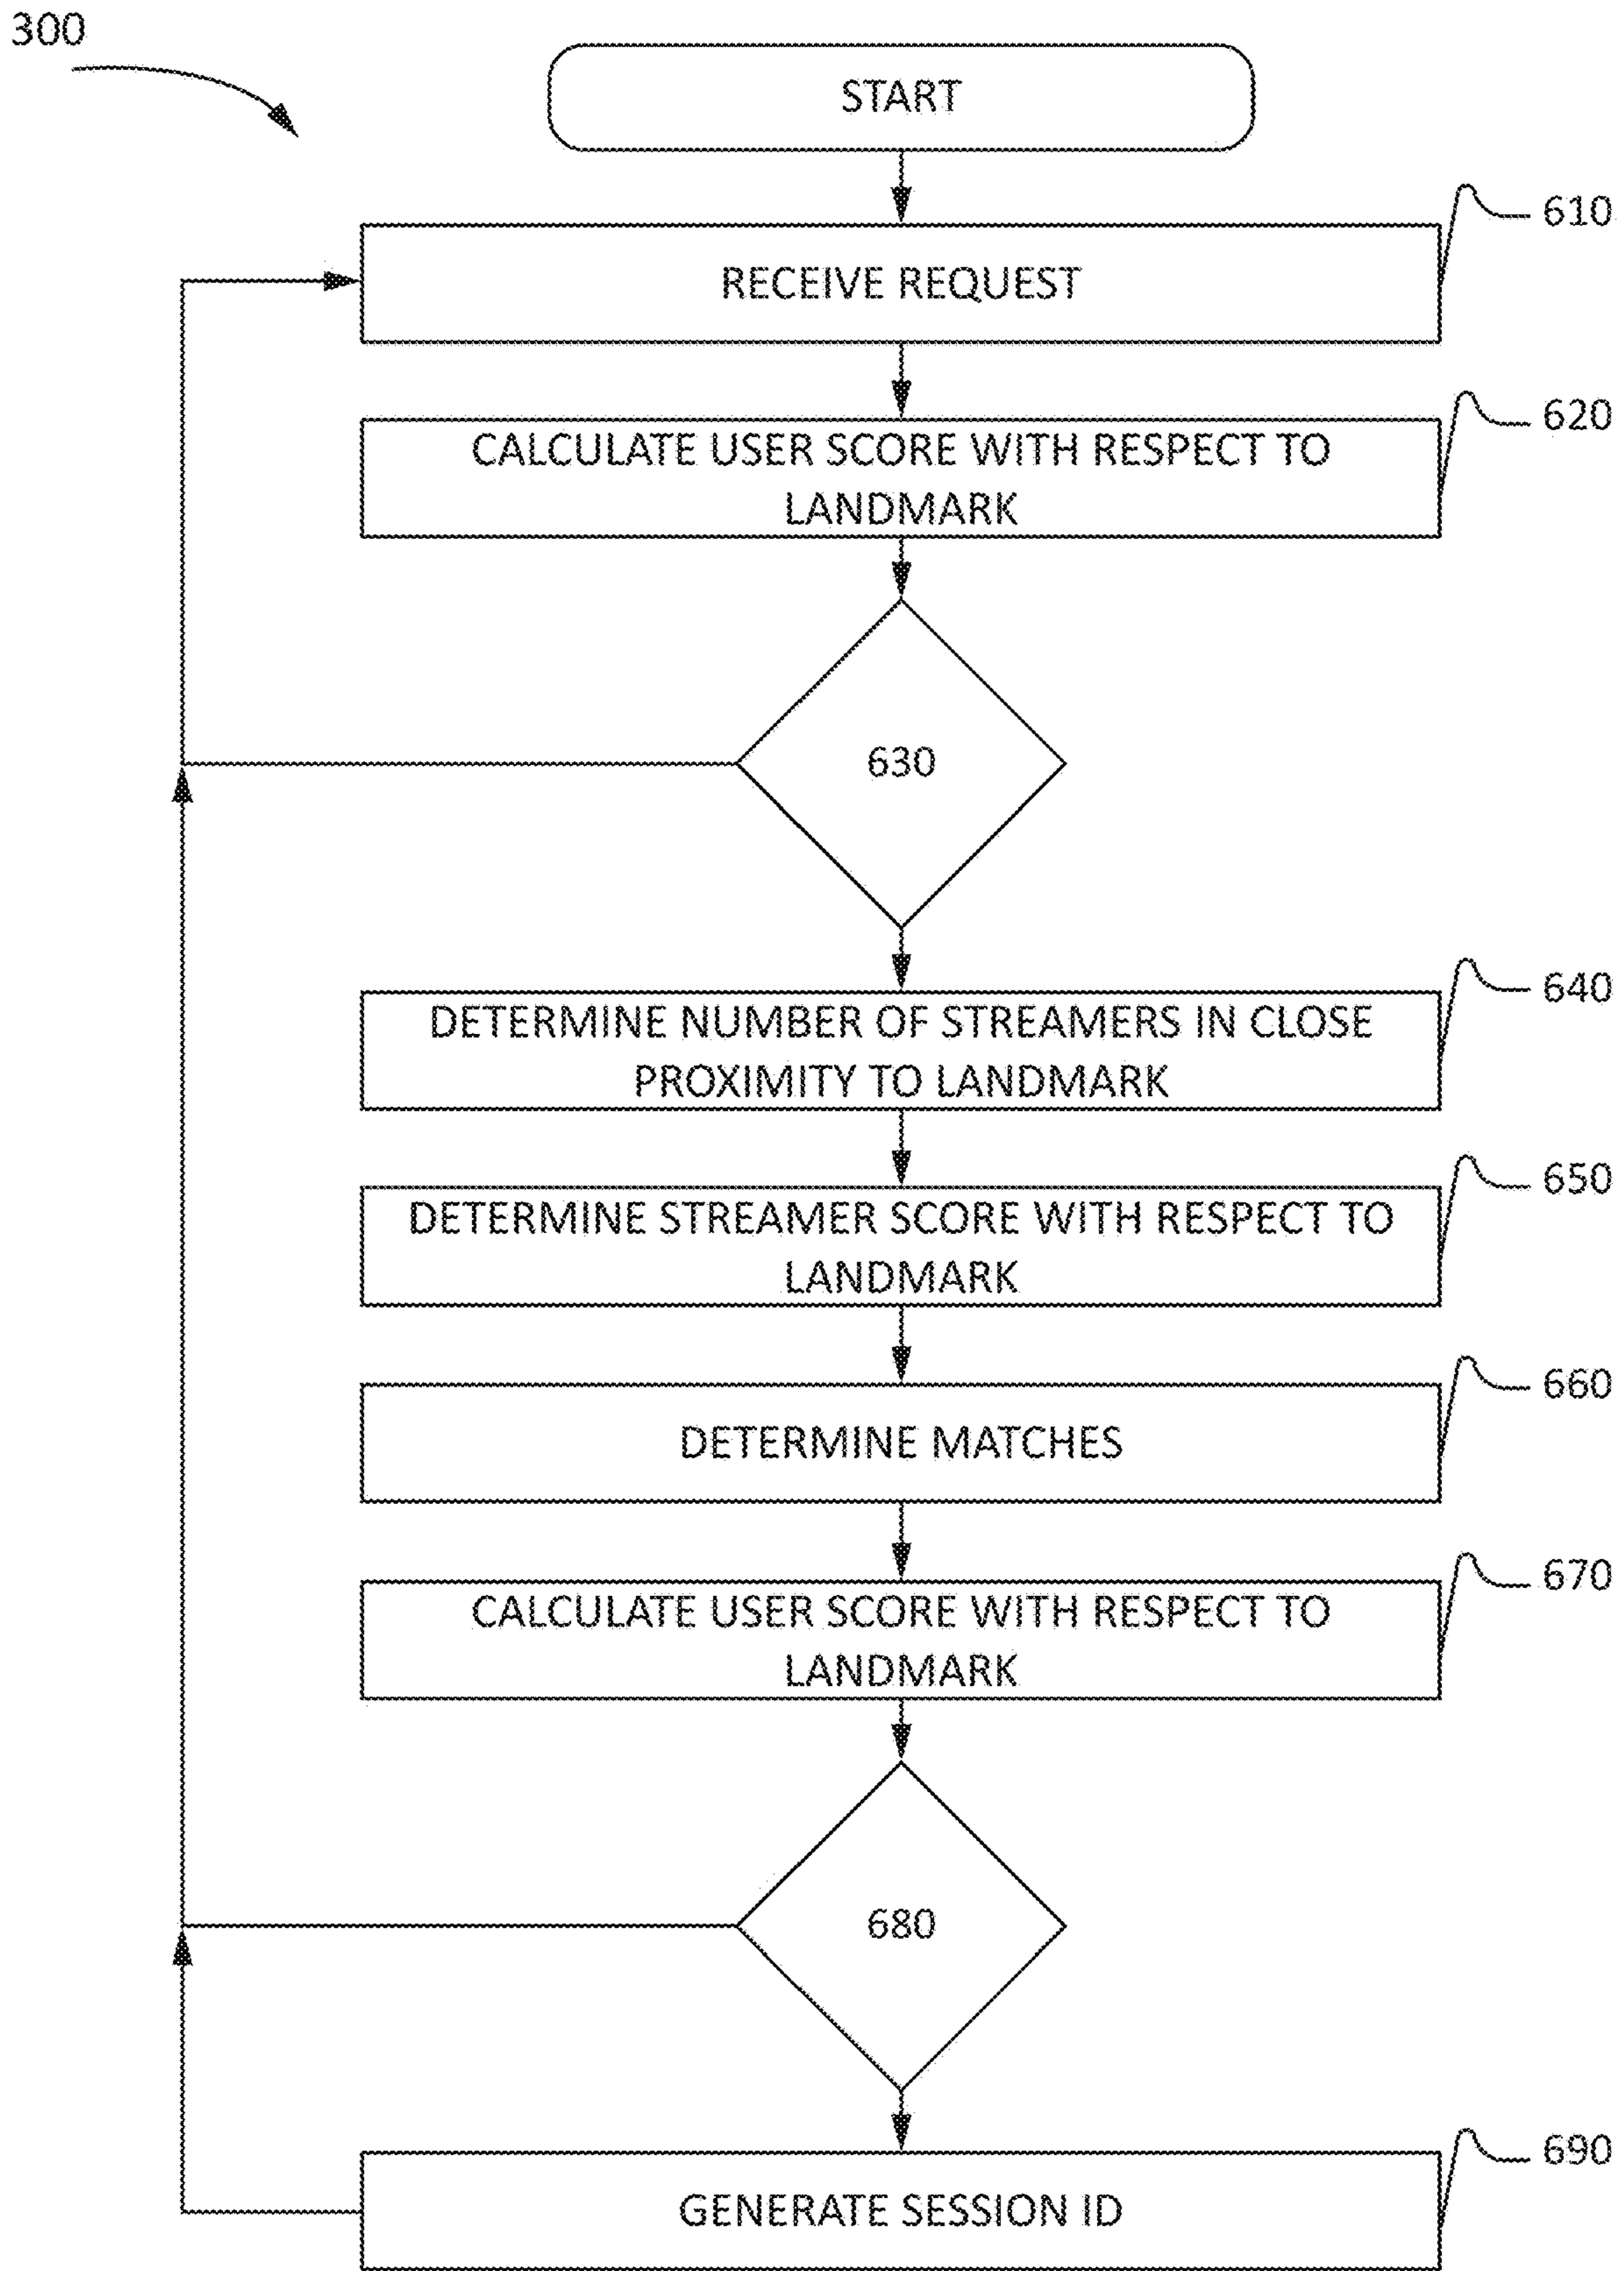 300
START
610
RECEIVE REQUEST
620
CALCULATE USER SCORE WITH RESPECT TO
LANDMARK
630
640
DETERMINE NUMBER OF STREAMERS IN CLOSE
PROXIMITY TO LANDMARK
650
DETERMINE STREAMER SCORE WITH RESPECT TO
LANDMARK
660
DETERMINE MATCHES
670
CALCULATE USER SCORE WITH RESPECT TO
LANDMARK
680
690
GENERATE SESSION ID